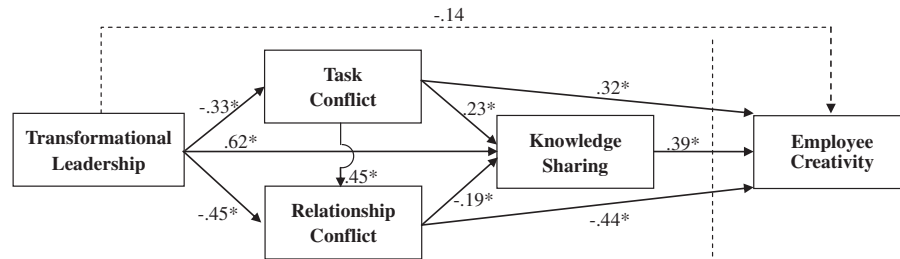 -.14
Task
Conflict
-.33*
.32*
.23*
Transformational
Leadership
.62*
Knowledge
Sharing
.39*
Employee
Creativity
.45*
-.45*
-.19*
Relationship
Conflict
-.44*